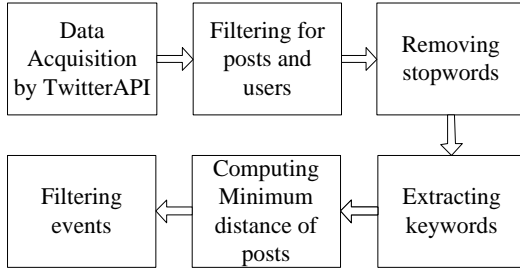 Data
Acquisition
by TwitterAPI
Filtering for
posts and
users
Removing
stopwords
Extracting
keywords
Computing
Minimum
distance of
posts
Filtering
events